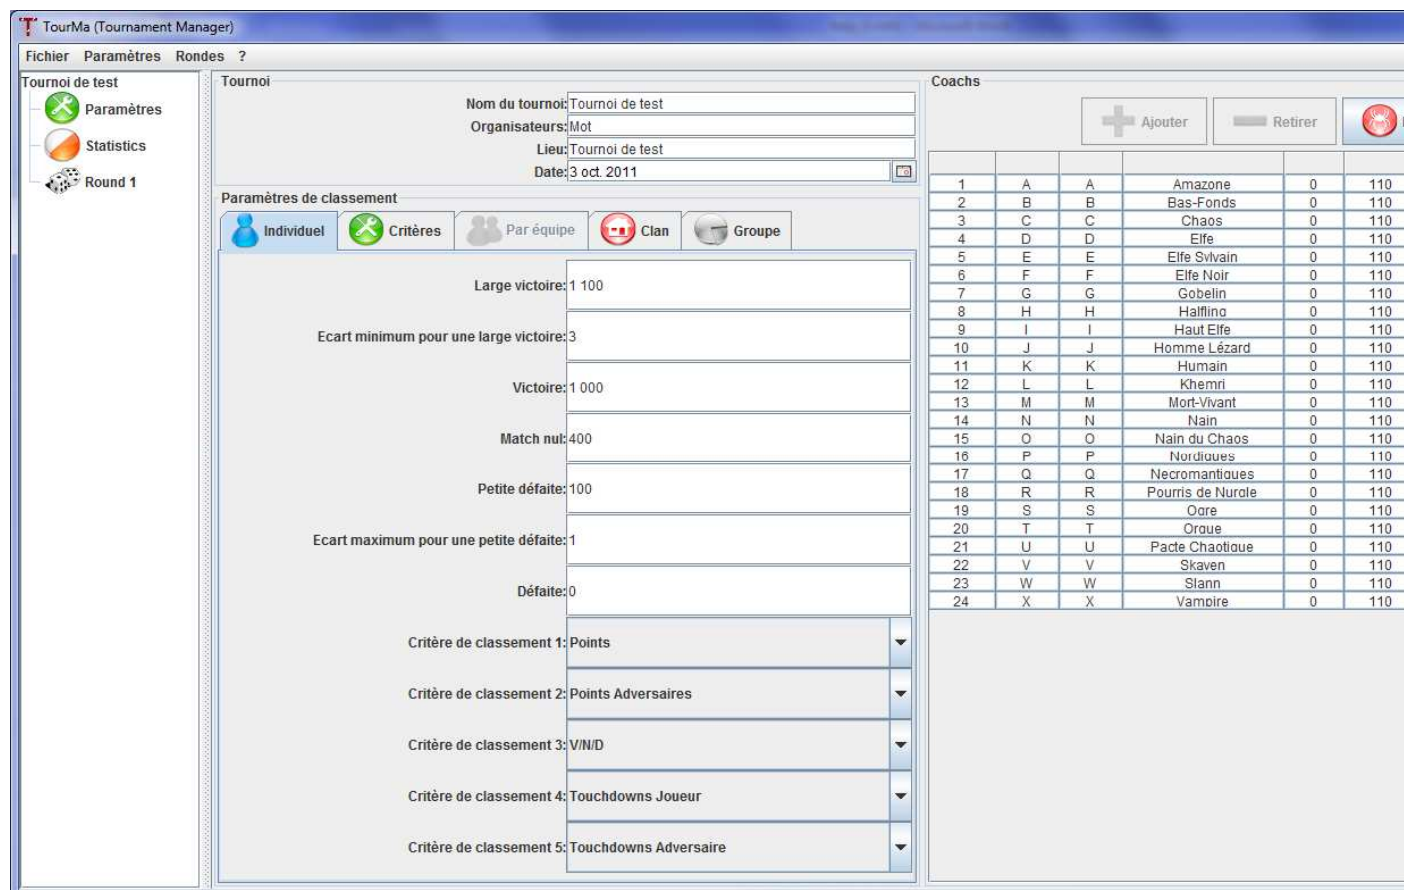 TourMa (Tournament Manager)
Fichier Paramètres Rondes ?
Tournoi de test
Paramètres
Statistics
Round 1
Tournoi
Nom du tournoi: Tournoi de test
Organisateurs: Mot
Lieu: Tournoi de test
Date: 3 oct. 2011
Paramètres de classement
Individuel Critères Par équipe Clan Groupe
Large victoire: 1 100
Ecart minimum pour une large victoire: 3
Victoire: 1 000
Match nul: 400
Petite défaite: 100
Ecart maximum pour une petite défaite: 1
Défaite: 0
Critère de classement 1: Points
Critère de classement 2: Points Adversaires
Critère de classement 3: V/N/D
Critère de classement 4: Touchdowns Joueur
Critère de classement 5: Touchdowns Adversaire
Coachs
Ajouter Retirer
1 A A Amazone 0 110
2 B B Bas-Fonds 0 110
3 C C Chaos 0 110
4 D D Elfe 0 110
5 E E Elfe Sylvain 0 110
6 F F Elfe Noir 0 110
7 G G Gobelin 0 110
8 H H Halfling 0 110
9 I I Haut Elfe 0 110
10 J J Homme Lézard 0 110
11 K K Humain 0 110
12 L L Khemri 0 110
13 M M Mort-Vivant 0 110
14 N N Nain 0 110
15 O O Nain du Chaos 0 110
16 P P Nordiques 0 110
17 Q Q Necromantiques 0 110
18 R R Pourris de Nurgle 0 110
19 S S Ogre 0 110
20 T T Orque 0 110
21 U U Pacte Chaotique 0 110
22 V V Skaven 0 110
23 W W Slann 0 110
24 X X Vampire 0 110